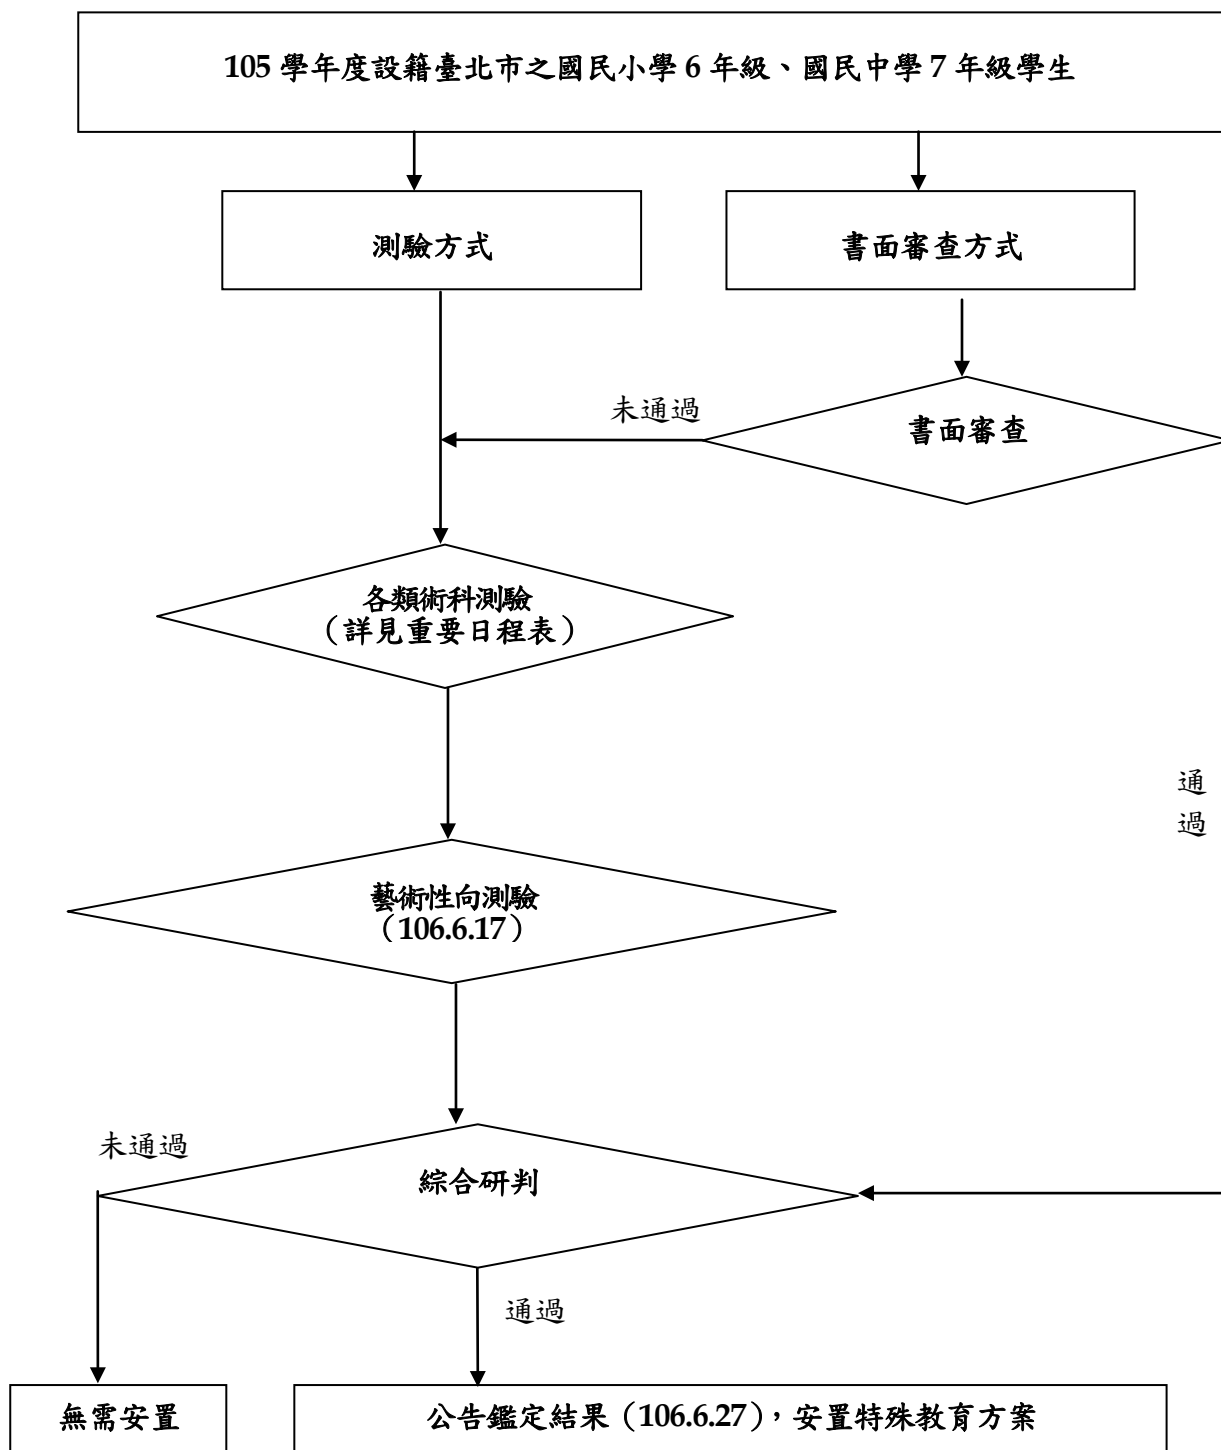 105 學年度設籍臺北市之國民小學 6 年級、國民中學 7 年級學生
測驗方式
書面審查方式
未通過
書面審查
各類術科測驗
（詳見重要日程表）
通
過
藝術性向測驗
（106.6.17）
未通過
綜合研判
通過
無需安置
公告鑑定結果（106.6.27），安置特殊教育方案